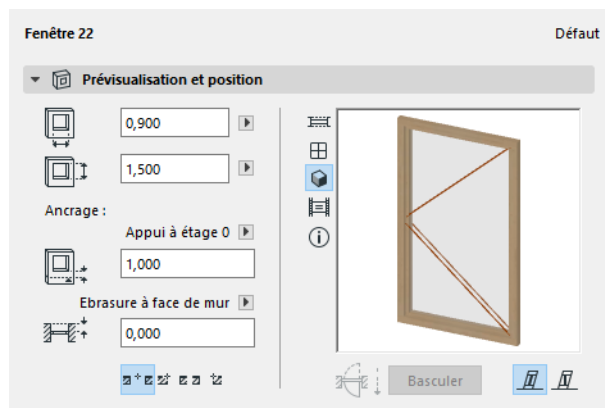 Fenêtre 22 Défaut
Prévisualisation et position
0,900
1,500
Ancrage :
Appui à étage 0
1,000
Ebrasure à face de mur
0,000
Basculer